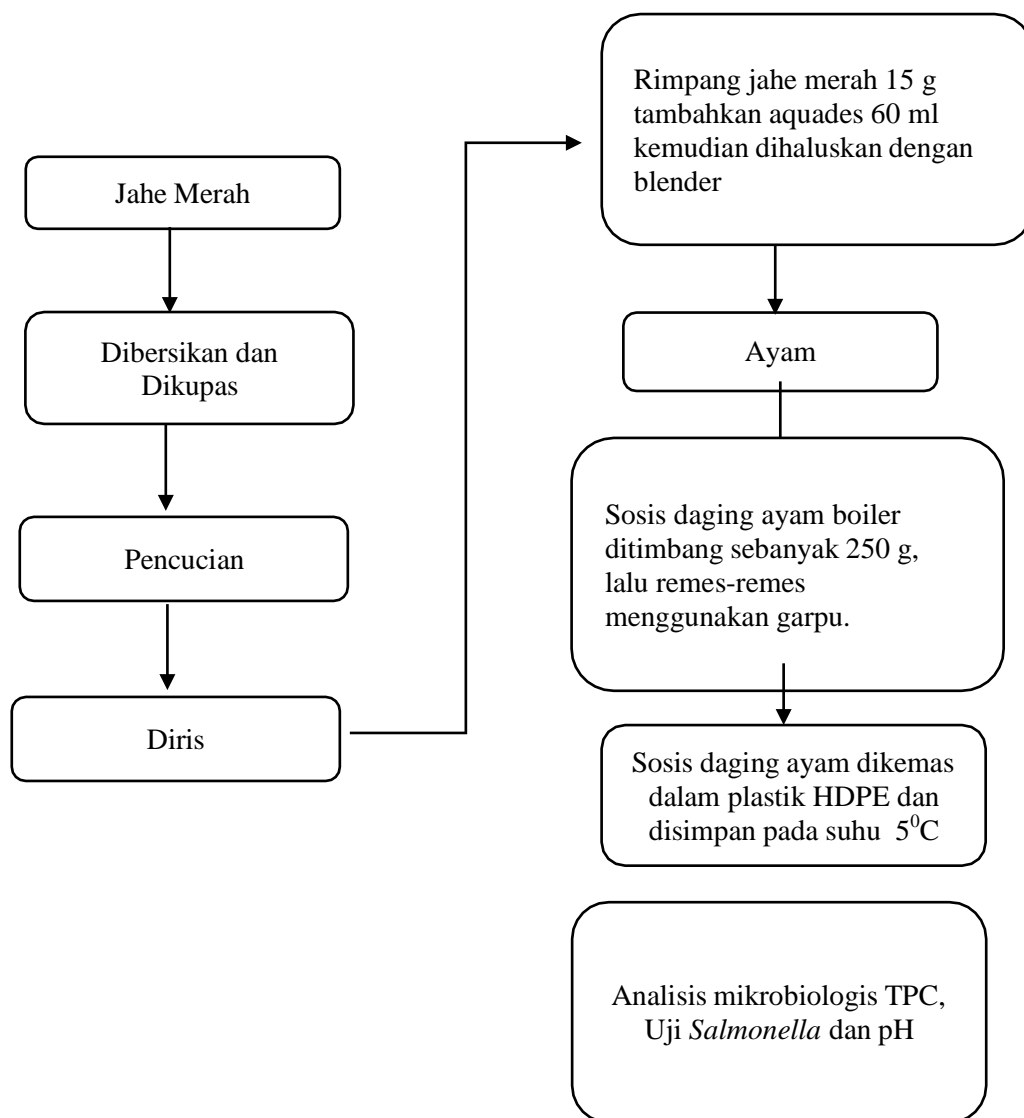 Jahe Merah
Dibersikan dan
Dikupas
Pencucian
Diris
Rimpang jahe merah 15 g
tambahkan aquades 60 ml
kemudian dihaluskan dengan
blender
Ayam
Sosis daging ayam boiler
ditimbang sebanyak 250 g,
lalu remes-remes
menggunakan garpu.
Sosis daging ayam dikemas
dalam plastik HDPE dan
disimpan pada suhu 5⁰C
Analisis mikrobiologis TPC,
Uji Salmonella dan pH